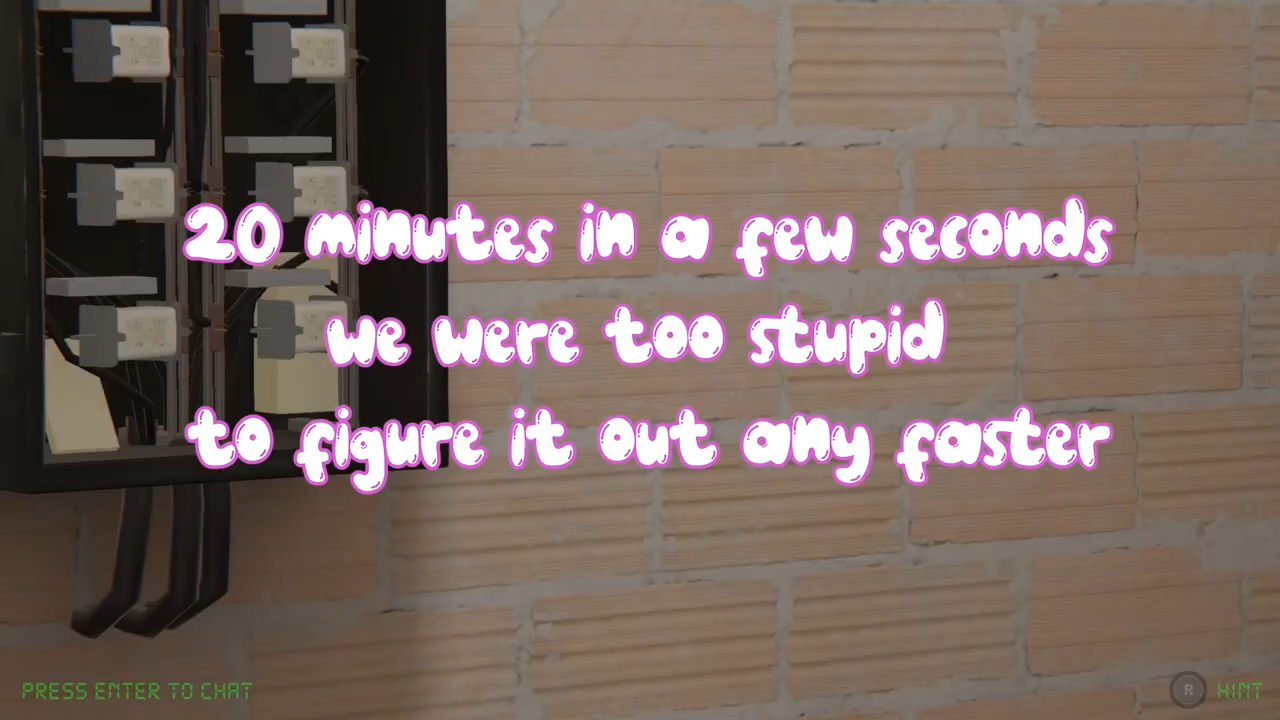 20 minutes in a few seconds
we were too stupid
to figure it out any faster
PRESS ENTER TO CHAT
R HINT